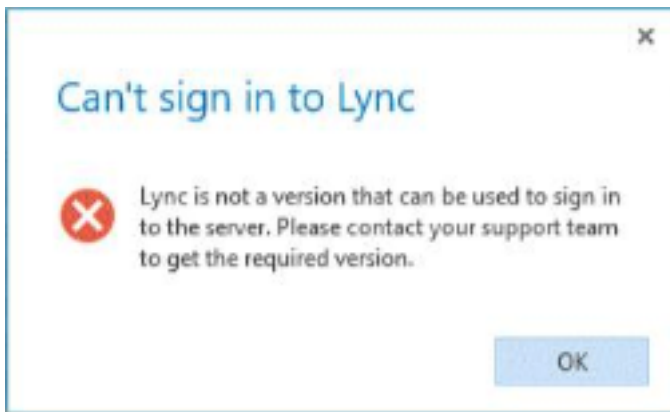 Can't sign in to Lync
Lync is not a version that can be used to sign in
to the server. Please contact your support team
to get the required version.
OK